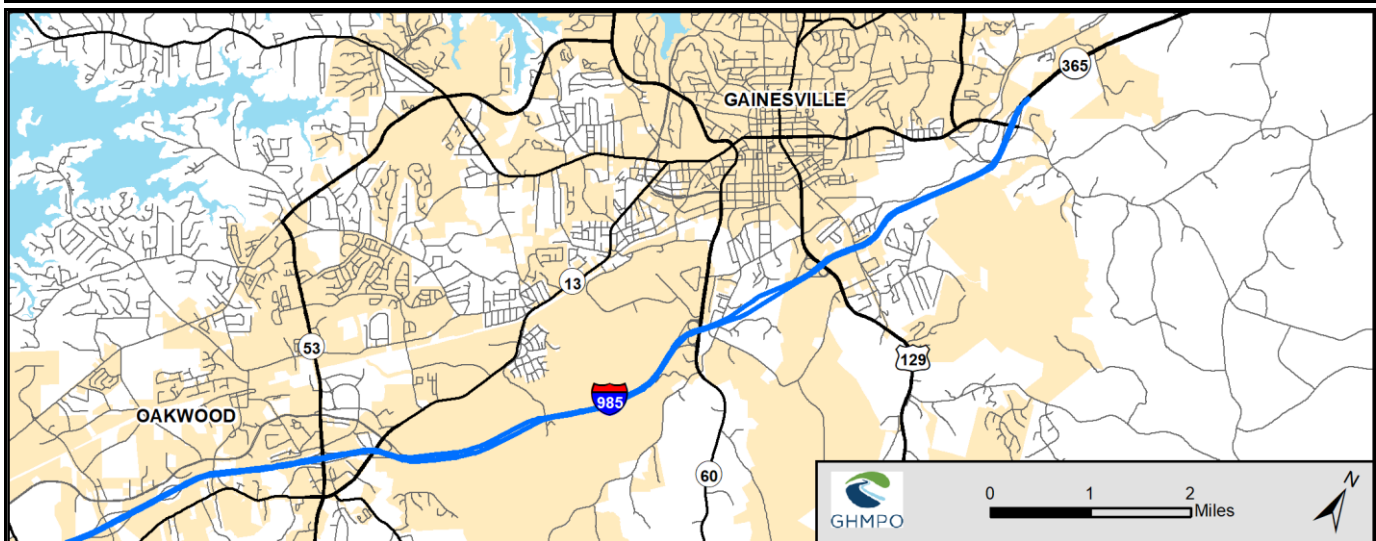 365
GAINESVILLE
13
53
129
OAKWOOD
985
60
GHMPO
0 1 2
Miles
N